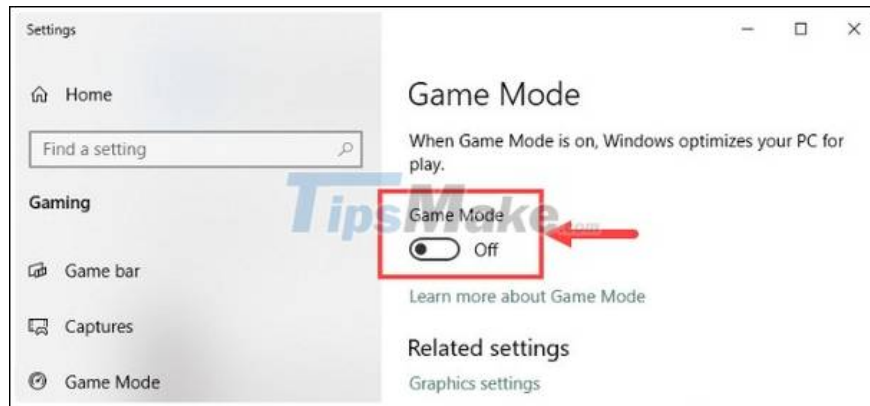 Settings
Home
Find a setting
Gaming
Game bar
Captures
Game Mode
Game Mode
When Game Mode is on, Windows optimizes your PC for
play.
Game Mode
Off
Learn more about Game Mode
Related settings
Graphics settings
TipsMake.com